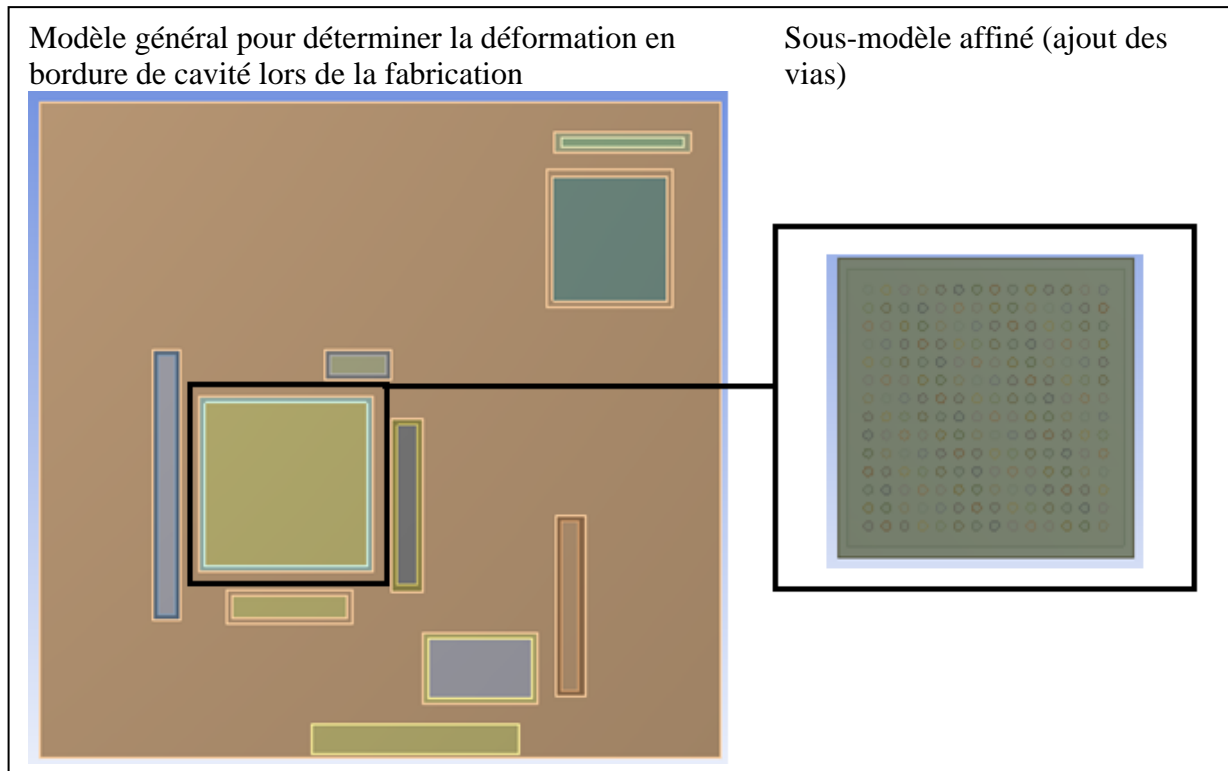 Modèle général pour déterminer la déformation en
bordure de cavité lors de la fabrication
Sous-modèle affiné (ajout des
vias)